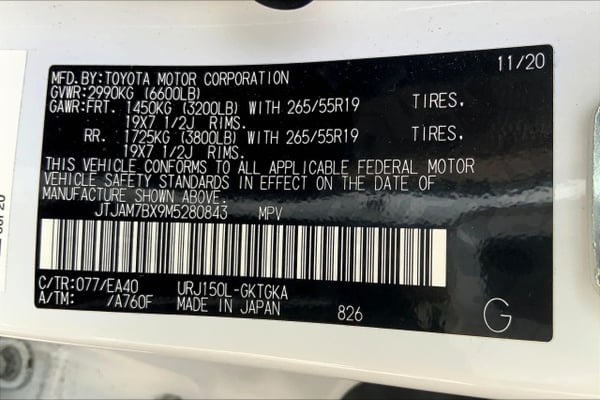 11/20
MFD.BY:TOYOTA MOTOR CORPORATION
GVWR:2990KG (6600LB)
GAWR:FRT. 1450KG (3200LB) WITH 265/55R19 TIRES.
19X7 1/2J RIMS.
RR. 1725KG (3800LB) WITH 265/55R19 TIRES.
19X7 1/2J RIMS.
THIS VEHICLE CONFORMS TO ALL APPLICABLE FEDERAL MOTOR
VEHICLE SAFETY STANDARDS IN EFFECT ON THE DATE OF
MANUFACTURE SHOWN ABOVE.
JTJAM7BX9M5280843 MPV
C/TR:077/EA40 URJ150L-GKTGKA
A/TM: /A760F MADE IN JAPAN 826
G